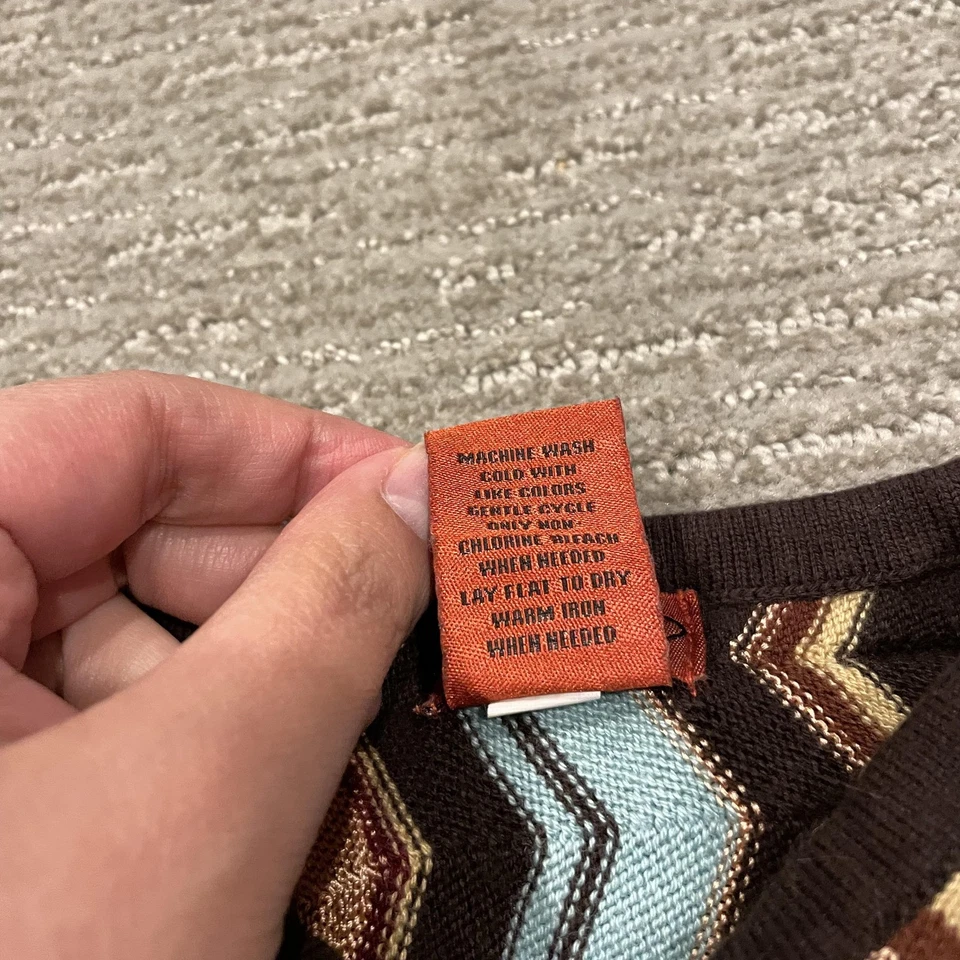 MACHINE WASH
COLD WITH
LIKE COLORS
GENTLE CYCLE
ONLY NON-
CHLORINE BLEACH
WHEN NEEDED
LAY FLAT TO DRY
WARM IRON
WHEN NEEDED